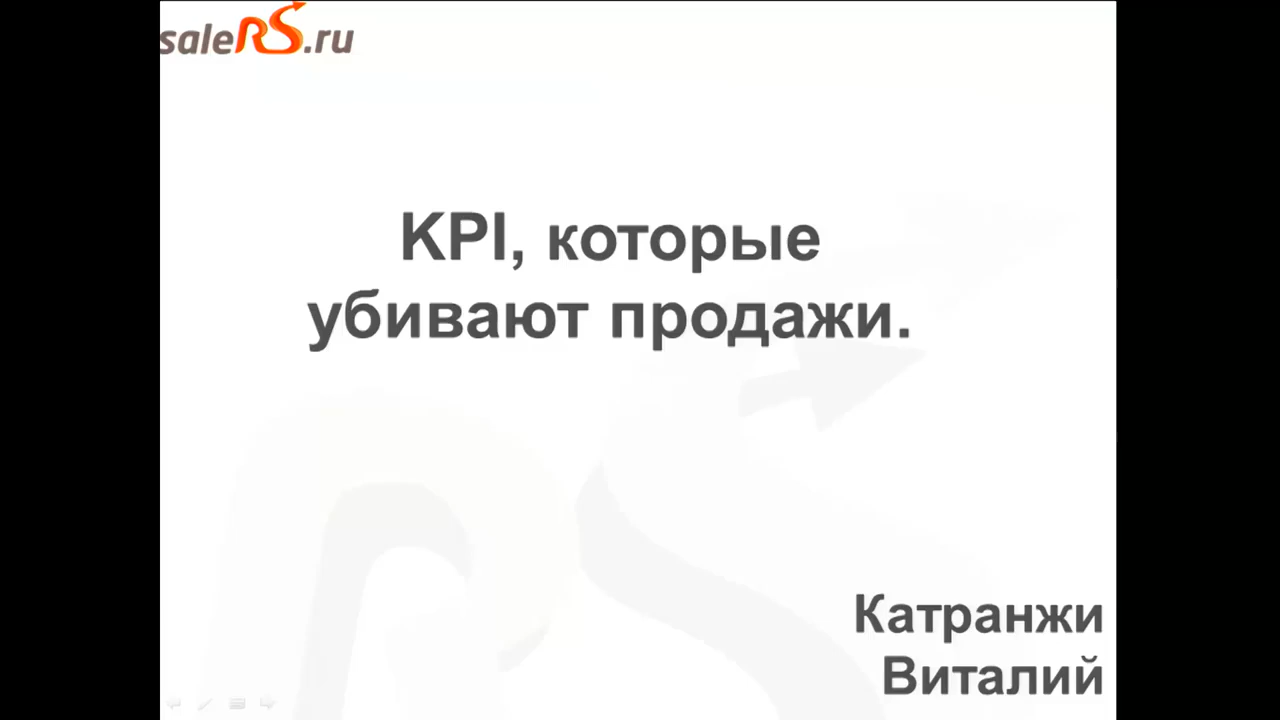 saleRS.ru
KPI, которые
убивают продажи.
Катранжи
Виталий